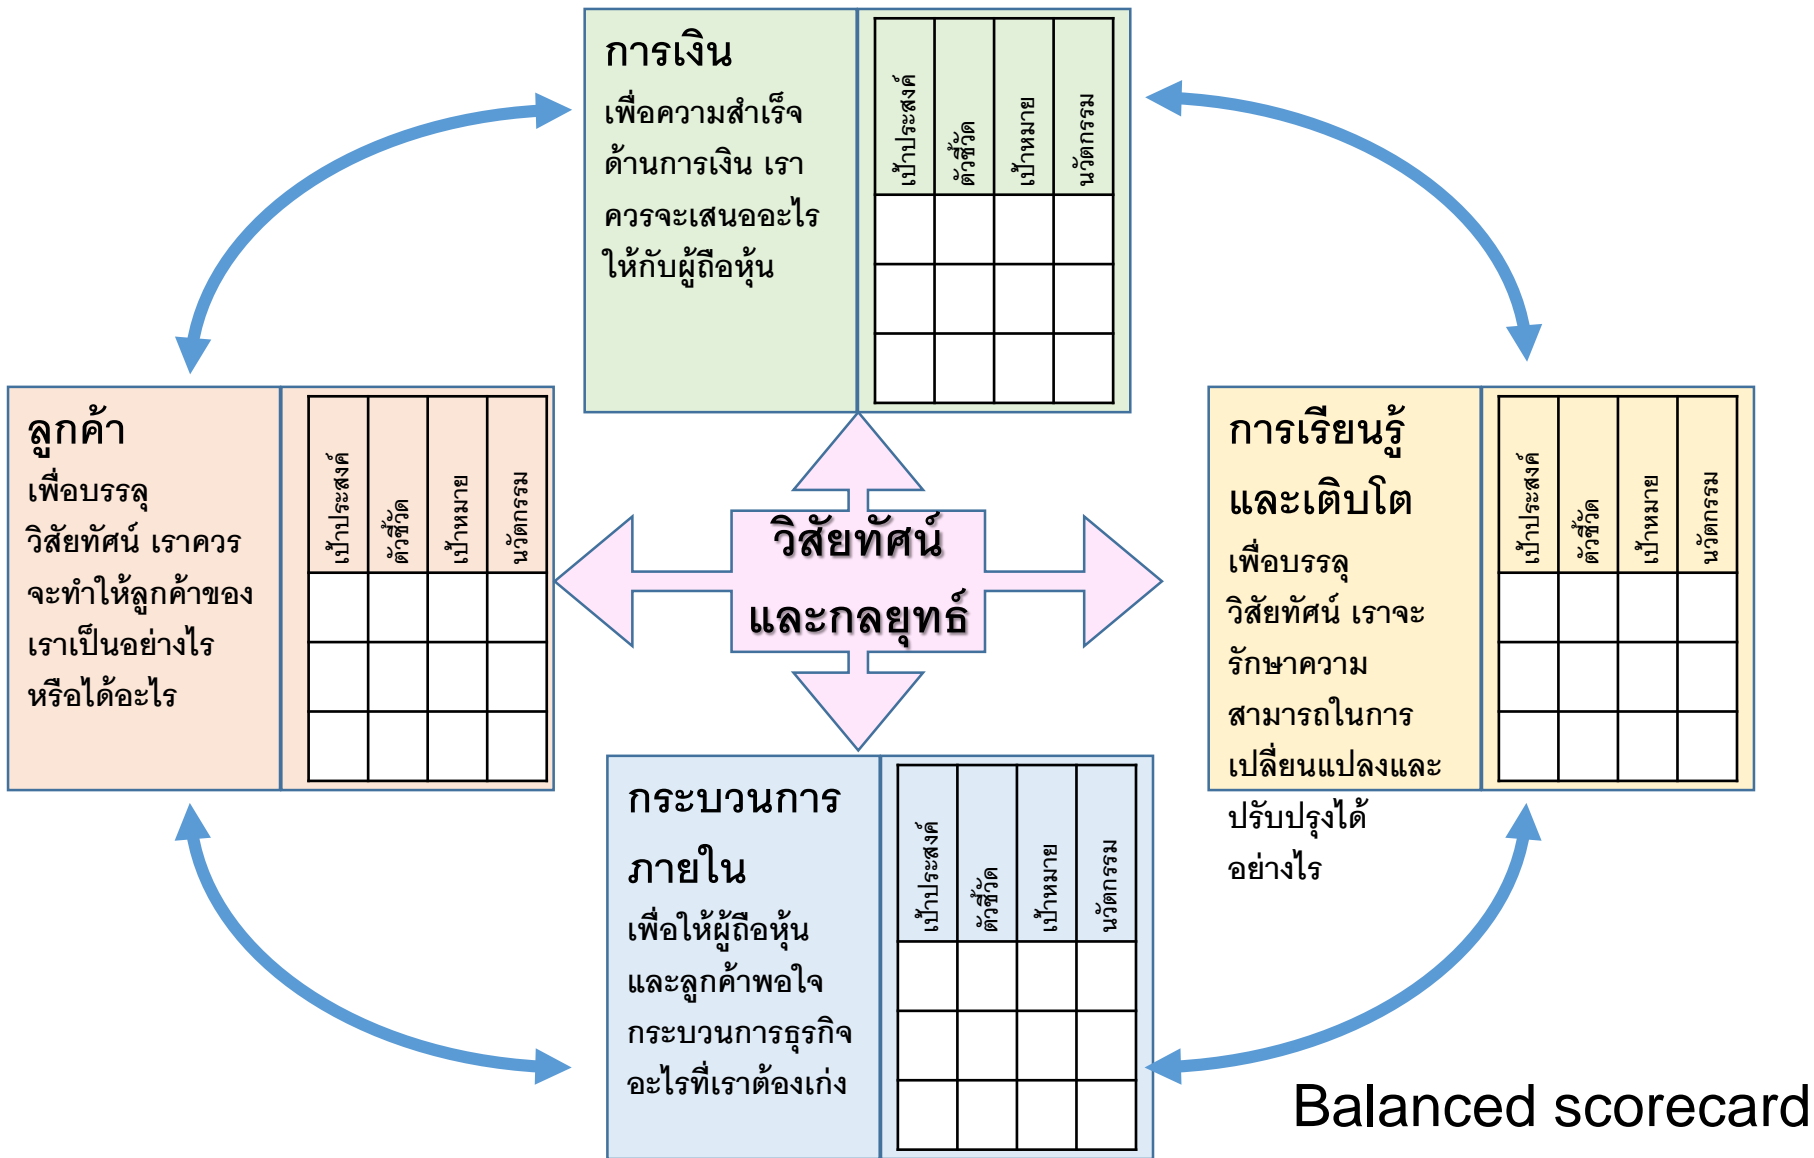 การเงิน
เพื่อความสำเร็จ
ด้านการเงิน เรา
ควรจะเสนออะไร
ให้กับผู้ถือหุ้น
เป้าประสงค์
ตัวชี้วัด
เป้าหมาย
นวัตกรรม
ลูกค้า
เพื่อบรรลุ
วิสัยทัศน์ เราควร
จะทำให้ลูกค้าของ
เราเป็นอย่างไร
หรือได้อะไร
เป้าประสงค์
ตัวชี้วัด
เป้าหมาย
นวัตกรรม
วิสัยทัศน์
และกลยุทธ์
การเรียนรู้
และเติบโต
เพื่อบรรลุ
วิสัยทัศน์ เราจะ
รักษาความ
สามารถในการ
เปลี่ยนแปลงและ
ปรับปรุงได้
อย่างไร
เป้าประสงค์
ตัวชี้วัด
เป้าหมาย
นวัตกรรม
กระบวนการ
ภายใน
เพื่อให้ผู้ถือหุ้น
และลูกค้าพอใจ
กระบวนการธุรกิจ
อะไรที่เราต้องเก่ง
เป้าประสงค์
ตัวชี้วัด
เป้าหมาย
นวัตกรรม
Balanced scorecard